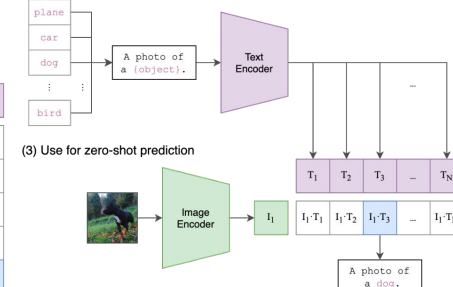 plane
car
dog
⋮ ⋮
bird
A photo of
a {object}.
Text
Encoder
…
(3) Use for zero-shot prediction
T1 T2 T3 …
Image
Encoder
I1
I1·T1 I1·T2 I1·T3 …
A photo of
a dog.